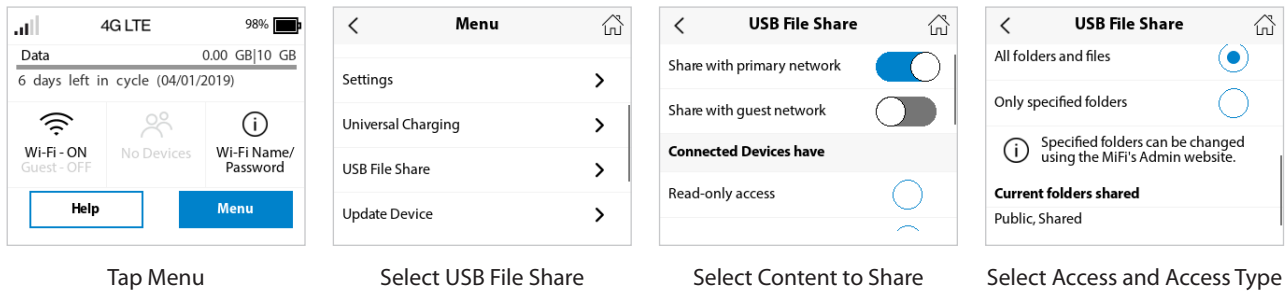 4G LTE 98%
Data 0.00 GB|10 GB
6 days left in cycle (04/01/2019)
Wi-Fi - ON
Guest - OFF
No Devices
Wi-Fi Name/
Password
Help
Menu
Tap Menu
Menu
Settings
Universal Charging
USB File Share
Update Device
Select USB File Share
USB File Share
Share with primary network
Share with guest network
Connected Devices have
Read-only access
Select Content to Share
USB File Share
All folders and files
Only specified folders
Specified folders can be changed
using the MiFi's Admin website.
Current folders shared
Public, Shared
Select Access and Access Type